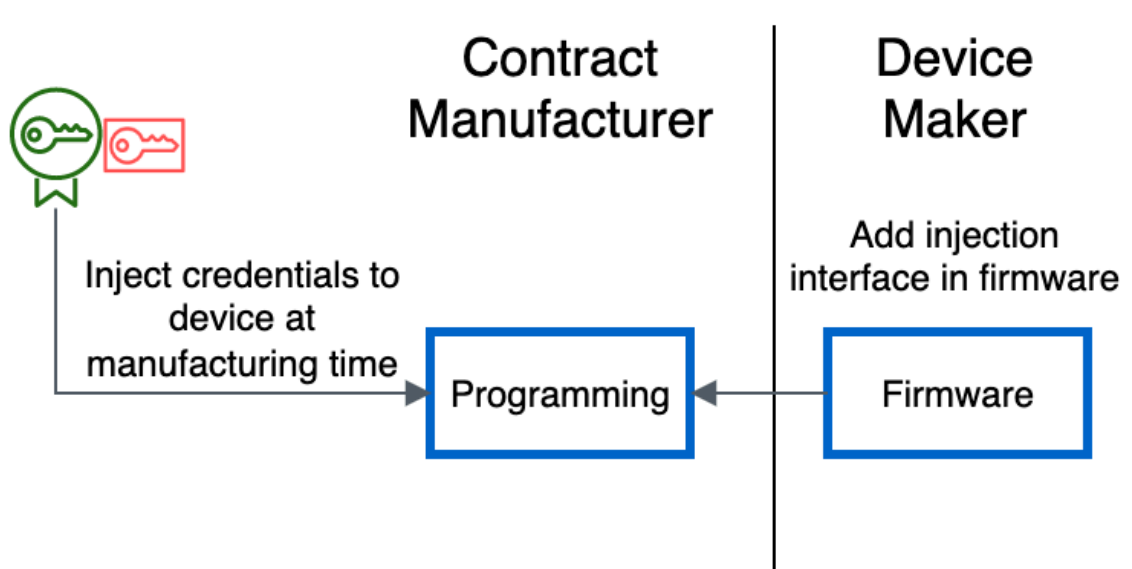 Contract
Manufacturer
Device
Maker
Add injection
interface in firmware
Inject credentials to
device at
manufacturing time
Programming
Firmware